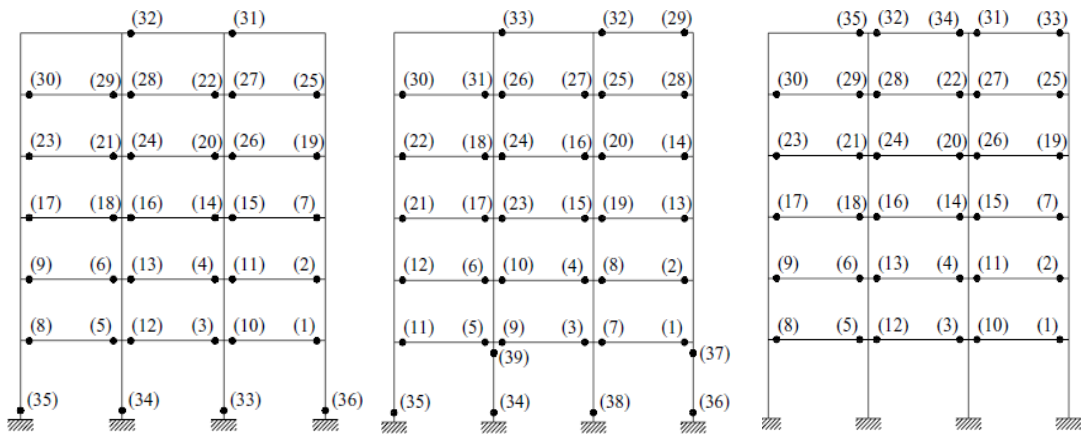 (32) (31) (33) (32) (29) (35) (32) (34) (31) (33)
(30) (29) (28) (22) (27) (25) (30) (31) (26) (27) (25) (28) (30) (29) (28) (22) (27) (25)
(23) (21) (24) (20) (26) (19) (22) (18) (24) (16) (20) (14) (23) (21) (24) (20) (26) (19)
(17) (18) (16) (14) (15) (7) (21) (17) (23) (15) (19) (13) (17) (18) (16) (14) (15) (7)
(9) (6) (13) (4) (11) (2) (12) (6) (10) (4) (8) (2) (9) (6) (13) (4) (11) (2)
(8) (5) (12) (3) (10) (1) (11) (5) (9) (3) (7) (1) (8) (5) (12) (3) (10) (1)
(39) (37)
(35) (34) (33) (36) (35) (34) (38) (36)